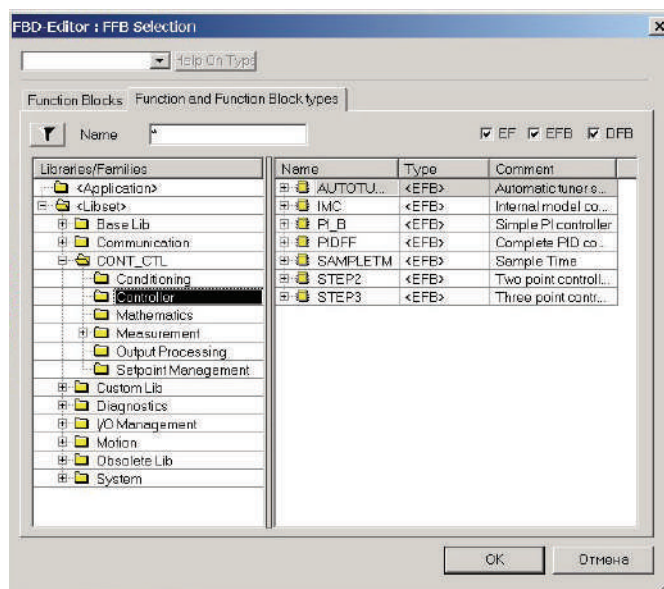 FBD-Editor : FFB Selection
Help On Type
Function Blocks Function and Function Block types
Name * EF EFB DFB
Libraries/Families Name Type Comment
<Application> AUTOTU... <EFB> Automatic tuner s...
<Libset> IMC <EFB> Internal model co...
Base Lib PI_B <EFB> Simple PI controller
Communication PIDFF <EFB> Complete PID co...
CONT_CTL SAMPLETM <EFB> Sample Time
Conditioning STEP2 <EFB> Two point controll...
Controller STEP3 <EFB> Three point contr...
Mathematics
Measurement
Output Processing
Setpoint Management
Custom Lib
Diagnostics
I/O Management
Motion
Obsolete Lib
System
OK Отмена